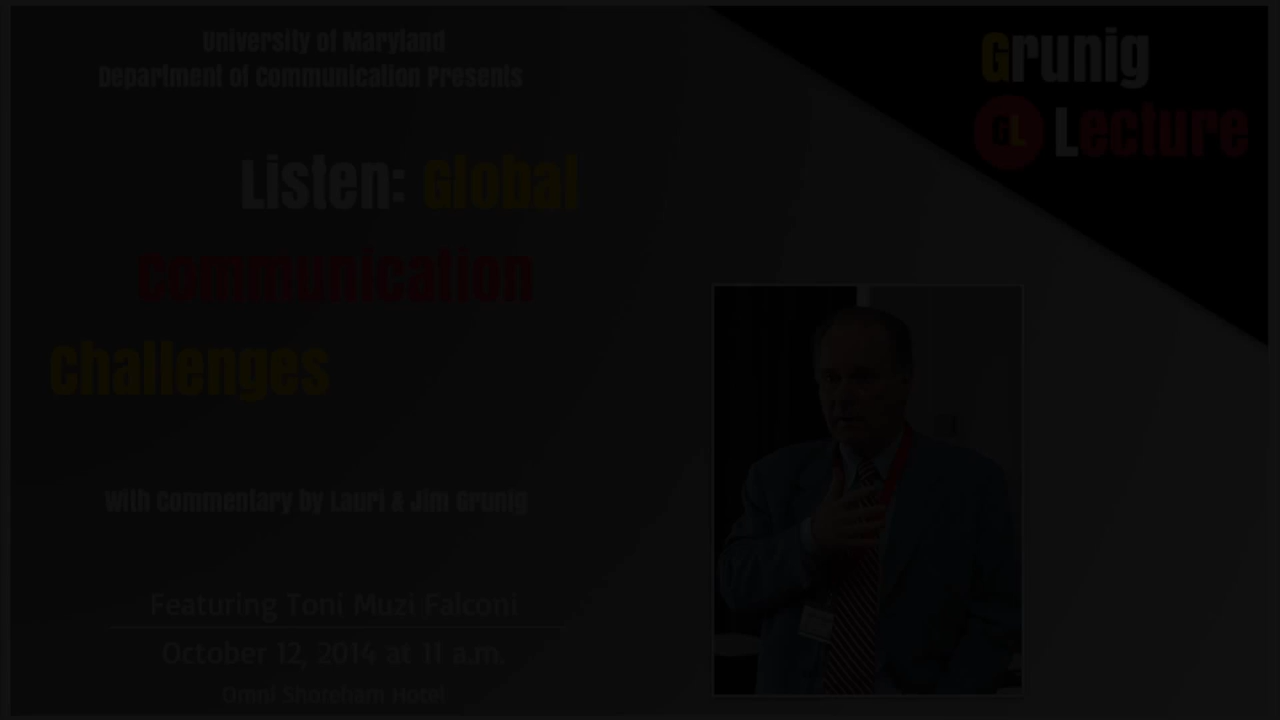 University of Maryland
Department of Communication Presents
Grunig
GL Lecture
Listen: Global
Communication
Challenges
With Commentary by Lauri & Jim Grunig
Featuring Toni Muzi Falconi
October 12, 2014 at 11 a.m.
Omni Shoreham Hotel